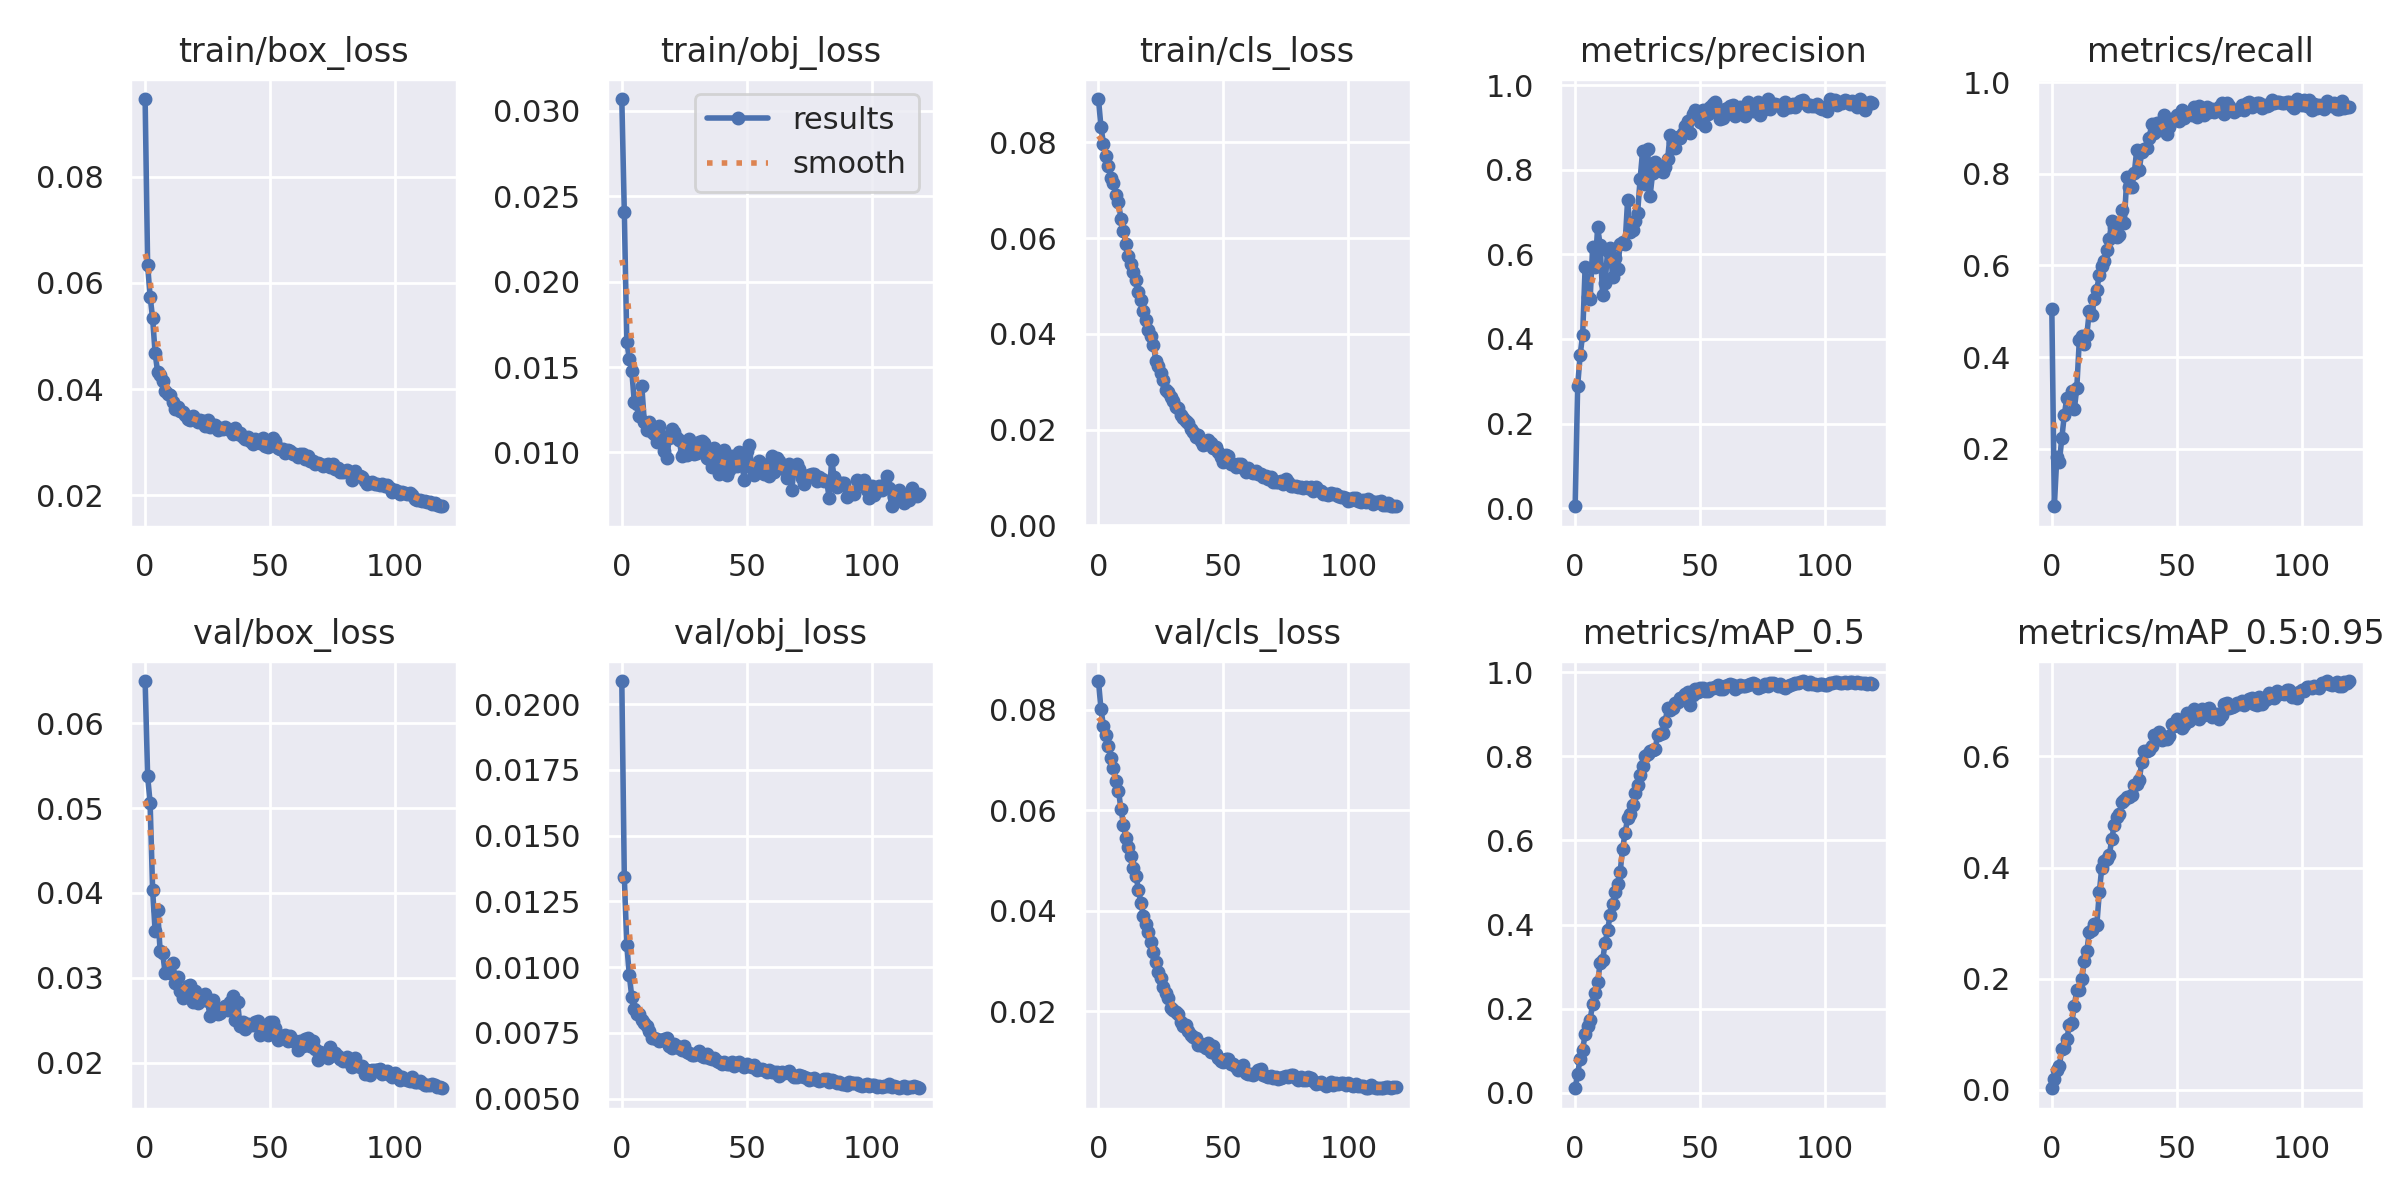 train/box_loss
0.08
0.06
0.04
0.02
0 50 100
train/obj_loss
results
smooth
0.030
0.025
0.020
0.015
0.010
0 50 100
train/cls_loss
0.08
0.06
0.04
0.02
0.00
0 50 100
metrics/precision
1.0
0.8
0.6
0.4
0.2
0.0
0 50 100
metrics/recall
1.0
0.8
0.6
0.4
0.2
0 50 100
val/box_loss
0.06
0.05
0.04
0.03
0.02
0 50 100
val/obj_loss
0.0200
0.0175
0.0150
0.0125
0.0100
0.0075
0.0050
0 50 100
val/cls_loss
0.08
0.06
0.04
0.02
0 50 100
metrics/mAP_0.5
1.0
0.8
0.6
0.4
0.2
0.0
0 50 100
metrics/mAP_0.5:0.95
0.6
0.4
0.2
0.0
0 50 100